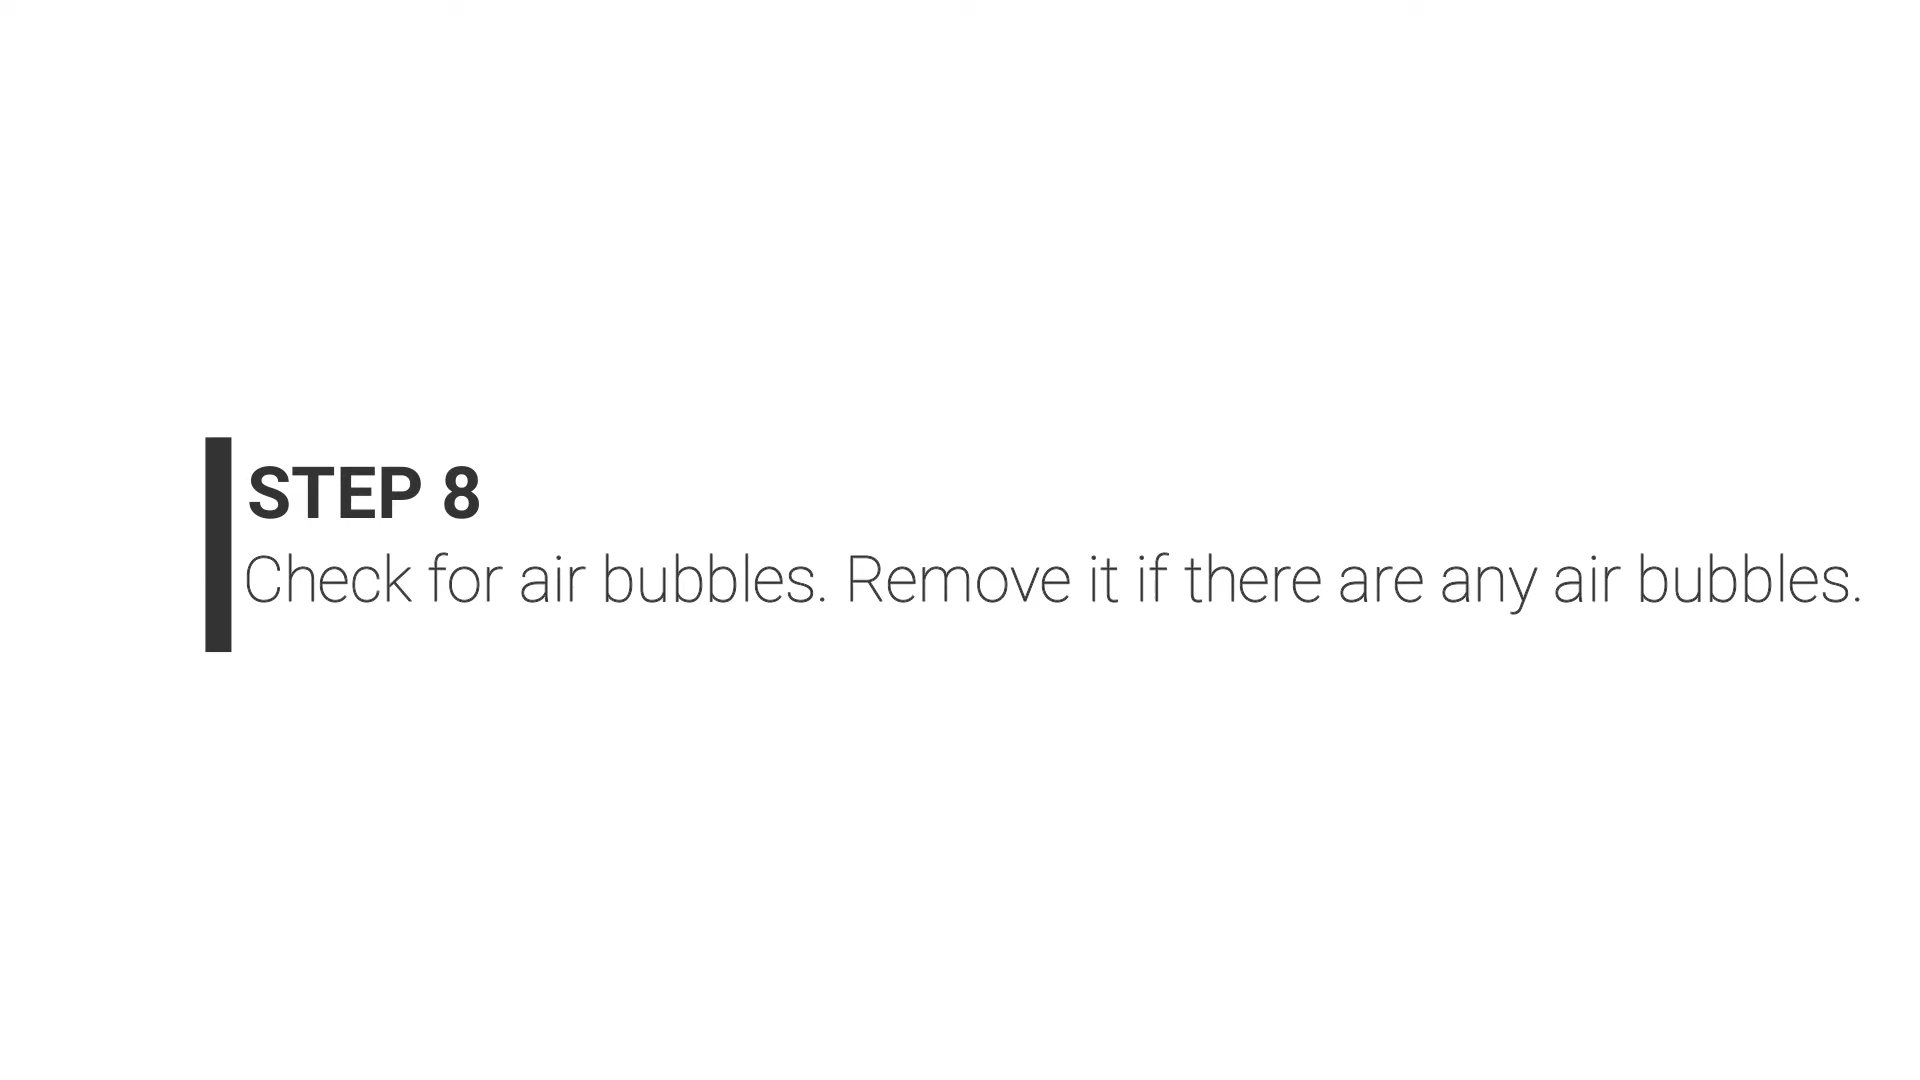 STEP 8
Check for air bubbles. Remove it if there are any air bubbles.